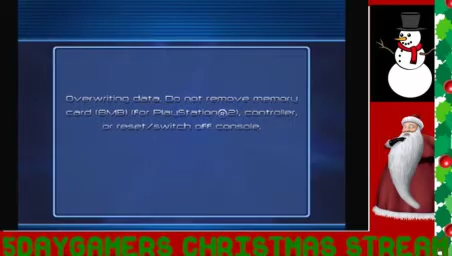 Overwriting data. Do not remove memory
card (8MB) (for PlayStation®2), controller,
or reset/switch off console.
5DAYGAMERS CHRISTMAS STREAM